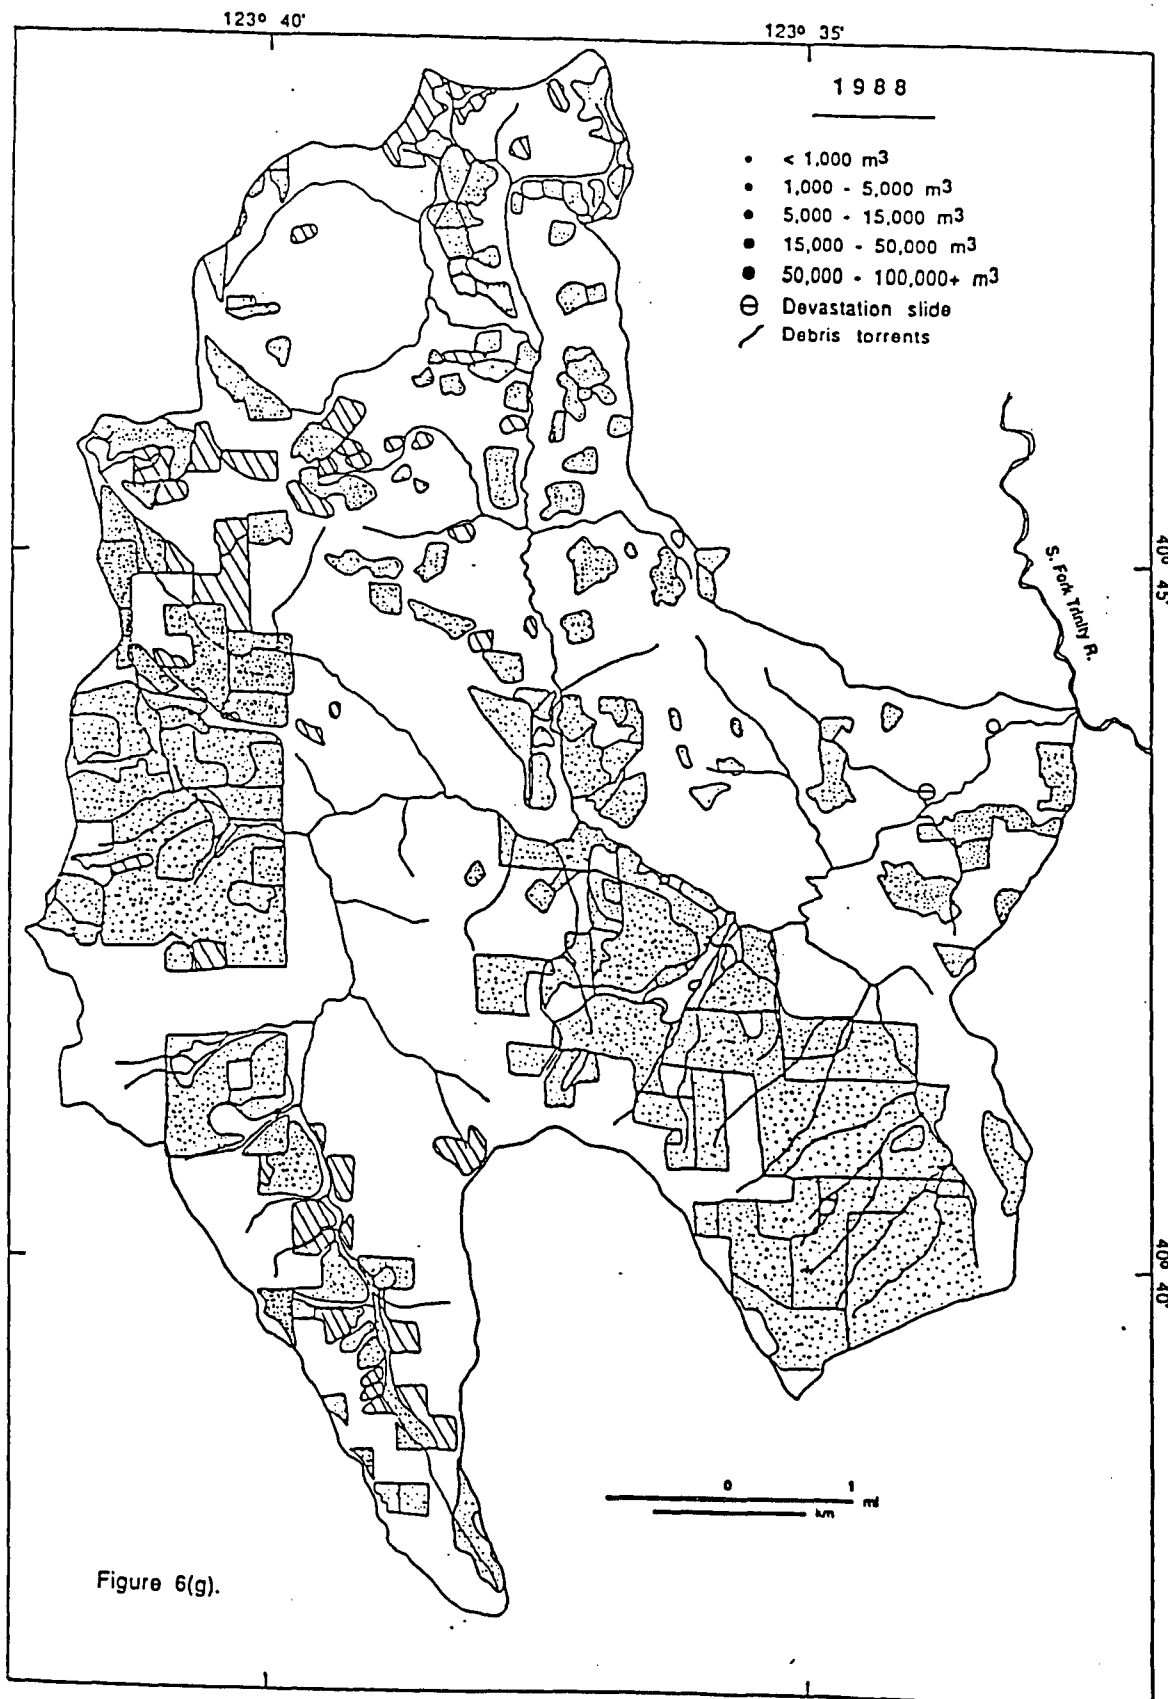 123° 40'
123° 35'
1988
< 1,000 m³
1,000 - 5,000 m³
5,000 - 15,000 m³
15,000 - 50,000 m³
50,000 - 100,000+ m³
Devastation slide
Debris torrents
S. Fork Trinity R.
40° 45'
40° 40'
0 1
mi
km
Figure 6(g).